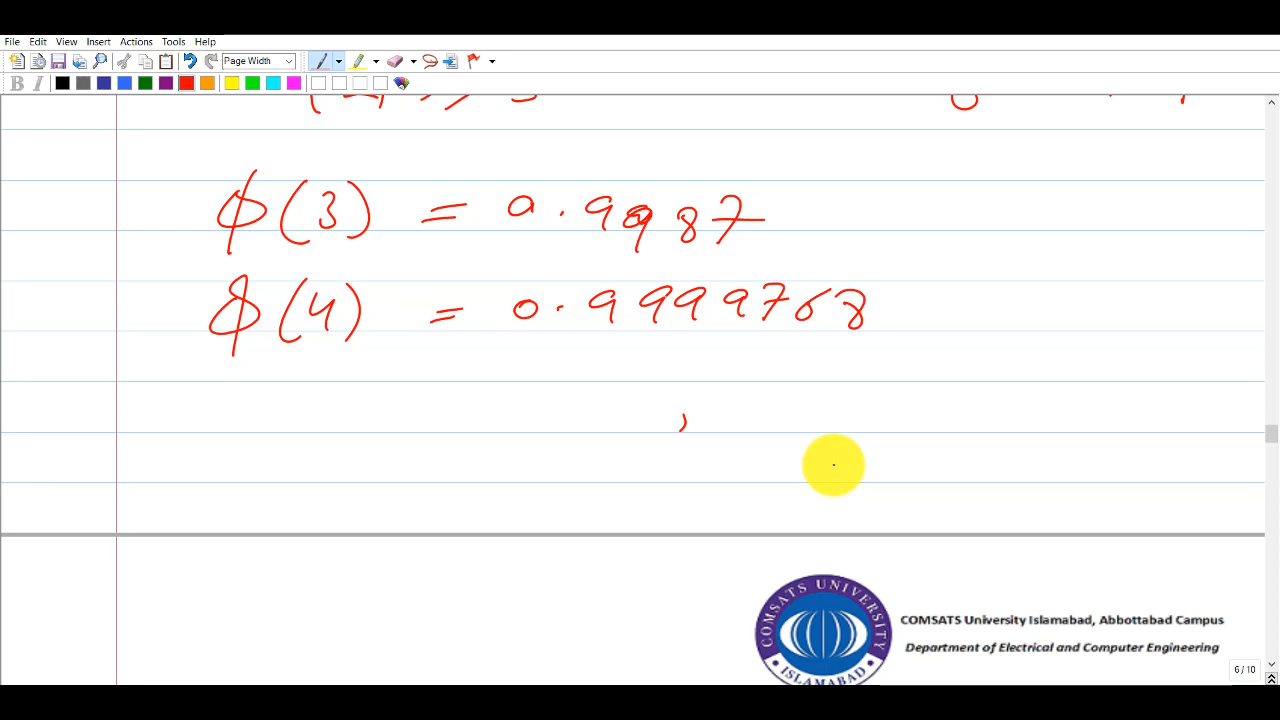 File Edit View Insert Actions Tools Help
Page Width
B I
ϕ(3) = 0.9987
ϕ(4) = 0.9999768
,
COMSATS UNIVERSITY
ISLAMABAD
COMSATS University Islamabad, Abbottabad Campus
Department of Electrical and Computer Engineering
6 / 10